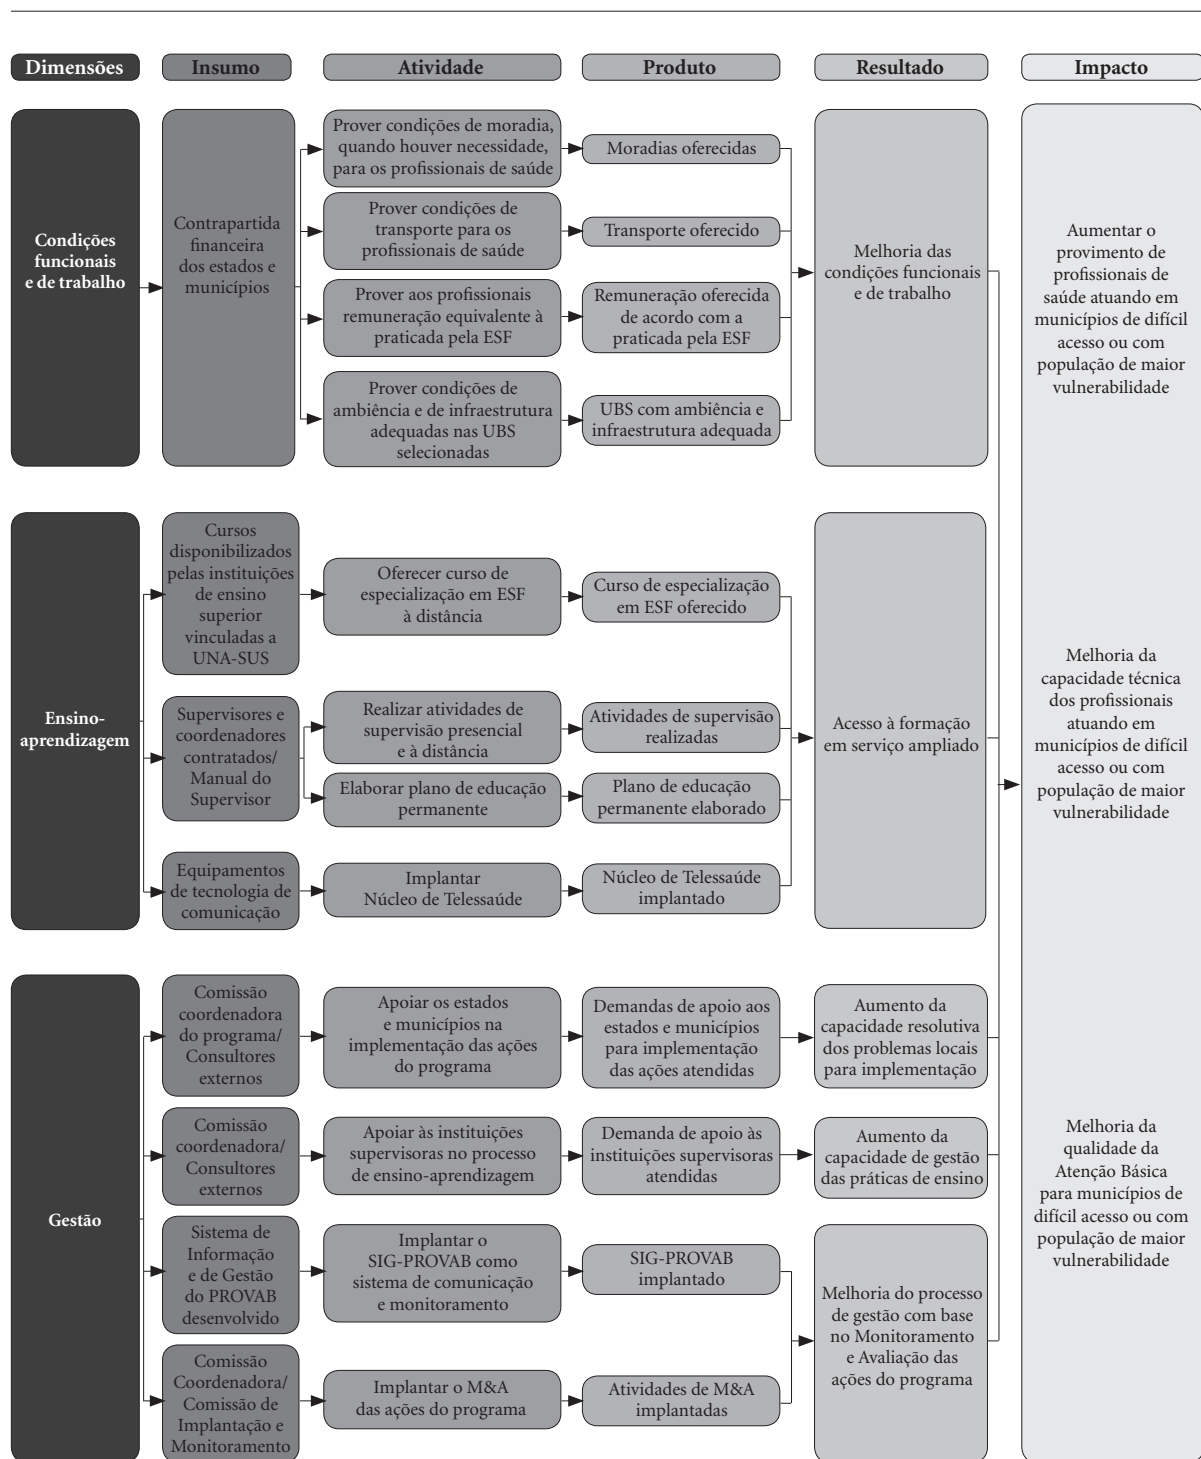 Dimensões
Insumo
Atividade
Produto
Resultado
Impacto
Condições
funcionais
e de trabalho
Contrapartida
financeira
dos estados e
municípios
Prover condições de moradia,
quando houver necessidade,
para os profissionais de saúde
Moradias oferecidas
Prover condições de
transporte para os
profissionais de saúde
Transporte oferecido
Prover aos profissionais
remuneração equivalente à
praticada pela ESF
Remuneração oferecida
de acordo com a
praticada pela ESF
Prover condições de
ambiência e de infraestrutura
adequadas nas UBS
selecionadas
UBS com ambiência e
infraestrutura adequada
Melhoria das
condições funcionais
e de trabalho
Aumentar o
provimento de
profissionais de
saúde atuando em
municípios de difícil
acesso ou com
população de maior
vulnerabilidade
Ensino-
aprendizagem
Cursos
disponibilizados
pelas instituições
de ensino
superior
vinculadas a
UNA-SUS
Oferecer curso de
especialização em ESF
à distância
Curso de especialização
em ESF oferecido
Supervisores e
coordenadores
contratados/
Manual do
Supervisor
Realizar atividades de
supervisão presencial
e à distância
Atividades de supervisão
realizadas
Elaborar plano de educação
permanente
Plano de educação
permanente elaborado
Equipamentos
de tecnologia de
comunicação
Implantar
Núcleo de Telessaúde
Núcleo de Telessaúde
implantado
Acesso à formação
em serviço ampliado
Melhoria da
capacidade técnica
dos profissionais
atuando em
municípios de difícil
acesso ou com
população de maior
vulnerabilidade
Gestão
Comissão
coordenadora
do programa/
Consultores
externos
Apoiar os estados
e municípios na
implementação das ações
do programa
Demandas de apoio aos
estados e municípios
para implementação
das ações atendidas
Aumento da
capacidade resolutiva
dos problemas locais
para implementação
Comissão
coordenadora/
Consultores
externos
Apoiar às instituições
supervisoras no processo
de ensino-aprendizagem
Demanda de apoio às
instituições supervisoras
atendidas
Aumento da
capacidade de gestão
das práticas de ensino
Sistema de
Informação
e de Gestão
do PROVAB
desenvolvido
Implantar o
SIG-PROVAB como
sistema de comunicação
e monitoramento
SIG-PROVAB
implantado
Comissão
Coordenadora/
Comissão de
Implantação e
Monitoramento
Implantar o M&A
das ações do programa
Atividades de M&A
implantadas
Melhoria do processo
de gestão com base
no Monitoramento
e Avaliação das
ações do programa
Melhoria da
qualidade da
Atenção Básica
para municípios de
difícil acesso ou com
população de maior
vulnerabilidade